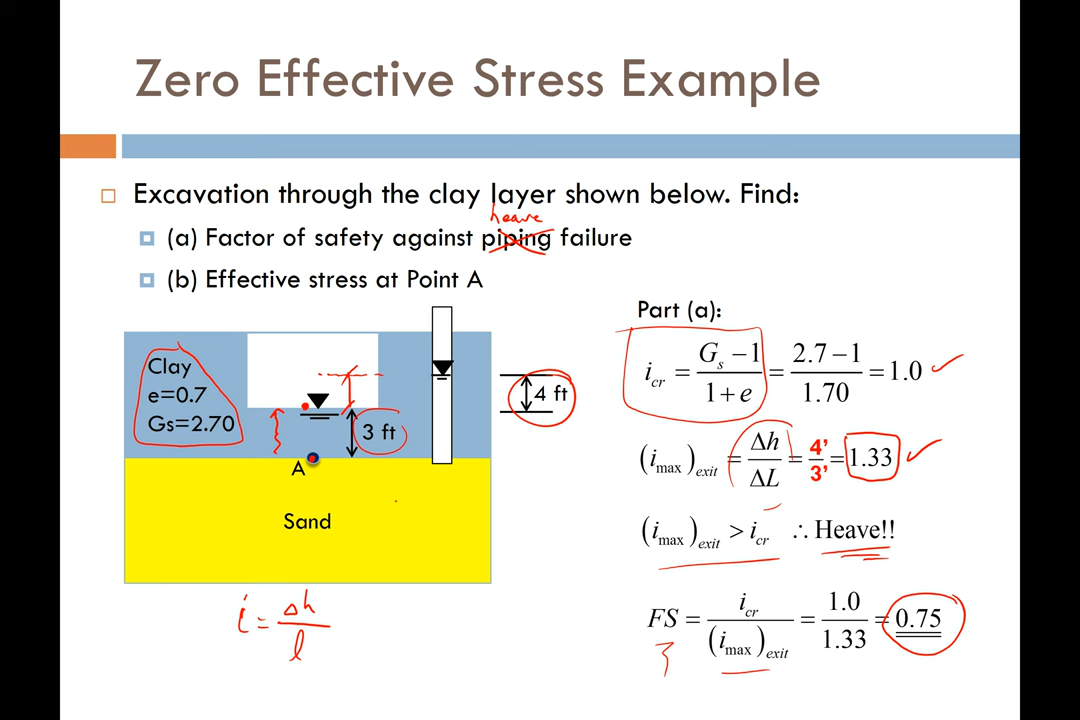 Zero Effective Stress Example
Excavation through the clay layer shown below. Find:
heave
(a) Factor of safety against piping failure
(b) Effective stress at Point A
Clay
e=0.7
Gs=2.70
3 ft
A
Sand
4 ft
i = Δh / l
Part (a):
i_cr = (G_s − 1) / (1 + e) = (2.7 − 1) / 1.70 = 1.0
(i_max)_exit = Δh / ΔL = 4' / 3' = 1.33
(i_max)_exit > i_cr ∴ Heave!!
FS = i_cr / (i_max)_exit = 1.0 / 1.33 = 0.75